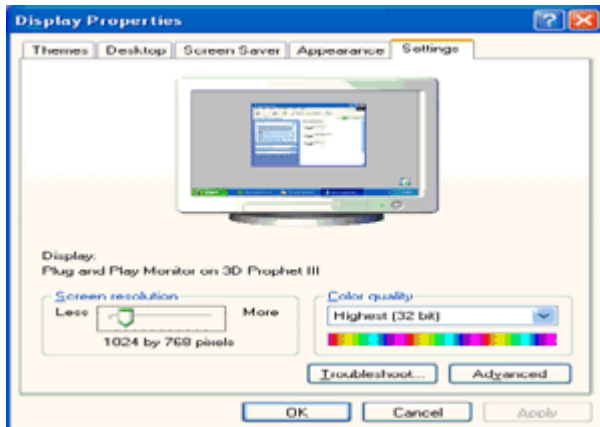 Display Properties
Themes Desktop Screen Saver Appearance Settings
Display:
Plug and Play Monitor on 3D Prophet III
Screen resolution
Less More
1024 by 768 pixels
Color quality
Highest (32 bit)
Troubleshoot... Advanced
OK Cancel Apply